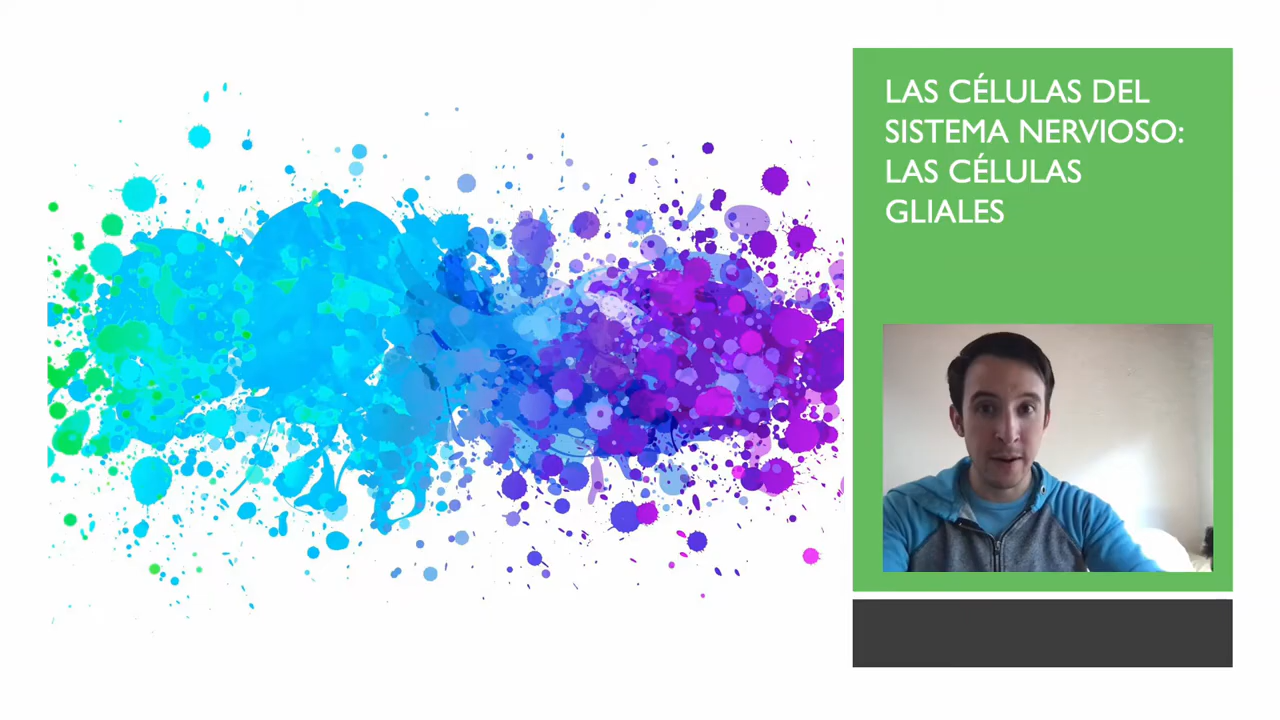 LAS CÉLULAS DEL
SISTEMA NERVIOSO:
LAS CÉLULAS
GLIALES